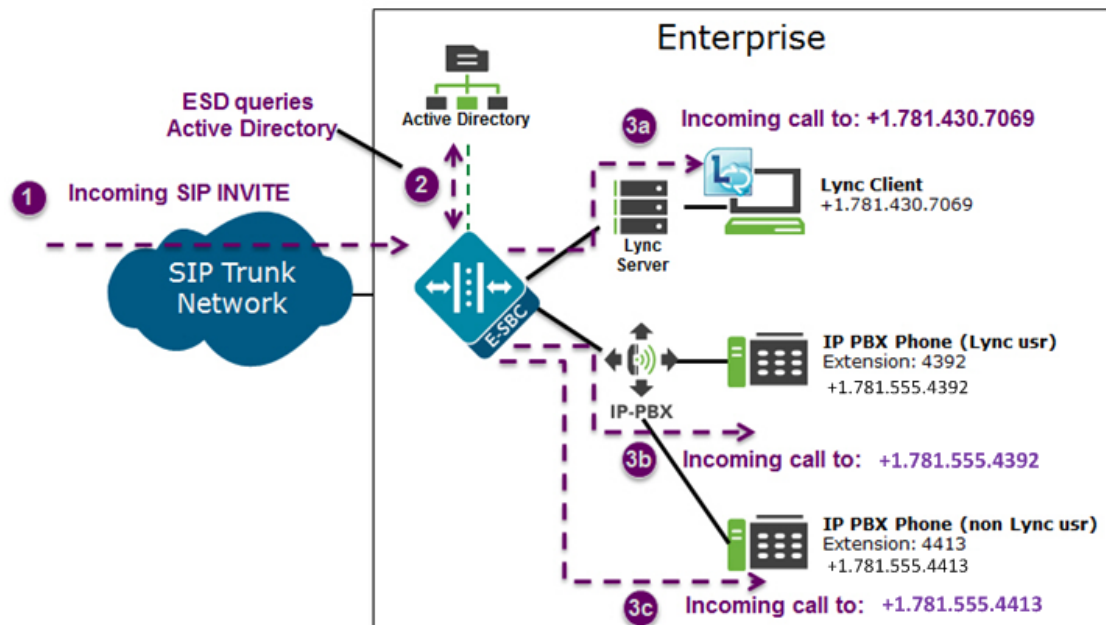 Enterprise
ESD queries
Active Directory
Active Directory
3a Incoming call to: +1.781.430.7069
1 Incoming SIP INVITE
2
L
Lync Client
+1.781.430.7069
Lync
Server
SIP Trunk
Network
E-SBC
IP PBX Phone (Lync usr)
Extension: 4392
+1.781.555.4392
IP-PBX
3b Incoming call to: +1.781.555.4392
IP PBX Phone (non Lync usr)
Extension: 4413
+1.781.555.4413
3c Incoming call to: +1.781.555.4413